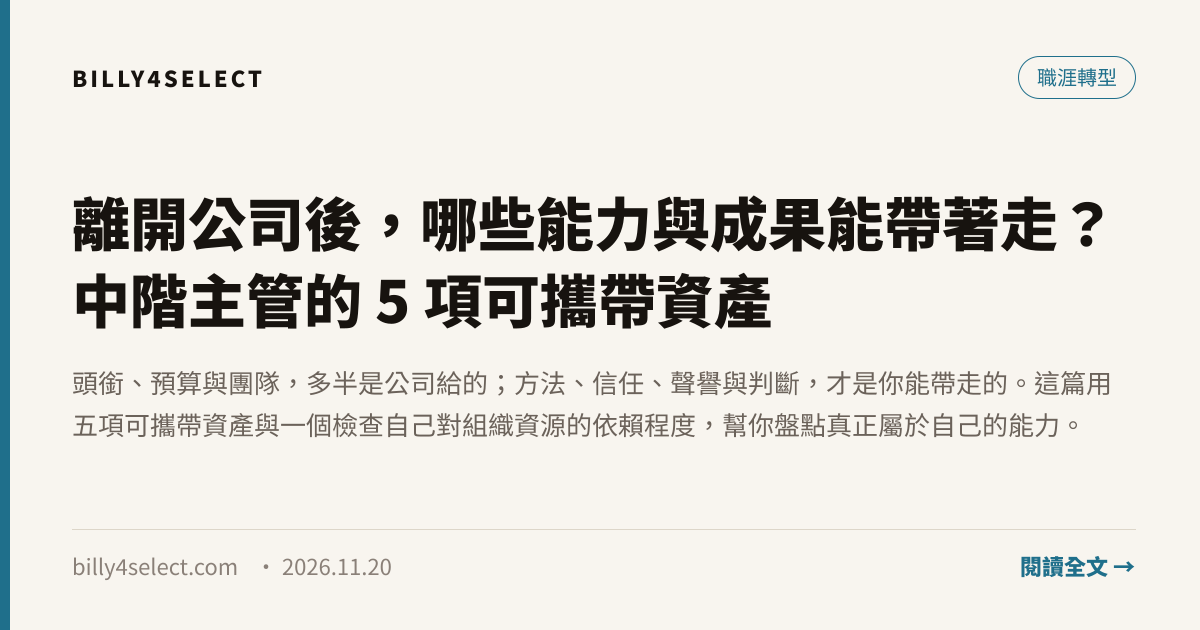 BILLY4SELECT
職涯轉型
離開公司後，哪些能力與成果能帶著走？
中階主管的 5 項可攜帶資產
頭銜、預算與團隊，多半是公司給的；方法、信任、聲譽與判斷，才是你能帶走的。這篇用
五項可攜帶資產與一個檢查自己對組織資源的依賴程度，幫你盤點真正屬於自己的能力。
billy4select.com ・ 2026.11.20
閱讀全文 →